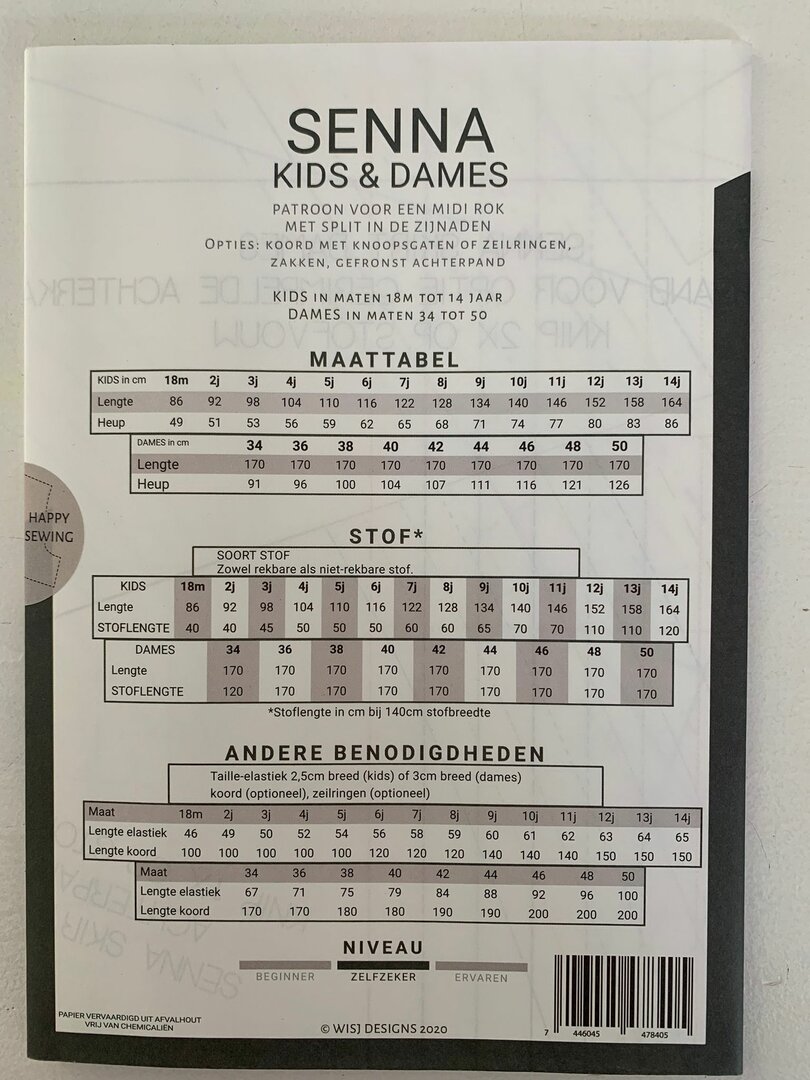 SENNA
KIDS & DAMES
PATROON VOOR EEN MIDI ROK
MET SPLIT IN DE ZIJNADEN
OPTIES: KOORD MET KNOOPSGATEN OF ZEILRINGEN,
ZAKKEN, GEFRONST ACHTERPAND
KIDS IN MATEN 18M TOT 14 JAAR
DAMES IN MATEN 34 TOT 50
MAATTABEL
KIDS in cm 18m 2j 3j 4j 5j 6j 7j 8j 9j 10j 11j 12j 13j 14j
Lengte 86 92 98 104 110 116 122 128 134 140 146 152 158 164
Heup 49 51 53 56 59 62 65 68 71 74 77 80 83 86
DAMES in cm 34 36 38 40 42 44 46 48 50
Lengte 170 170 170 170 170 170 170 170 170
Heup 91 96 100 104 107 111 116 121 126
HAPPY
SEWING
STOF*
SOORT STOF
Zowel rekbare als niet-rekbare stof.
KIDS 18m 2j 3j 4j 5j 6j 7j 8j 9j 10j 11j 12j 13j 14j
Lengte 86 92 98 104 110 116 122 128 134 140 146 152 158 164
STOFLENGTE 40 40 45 50 50 50 60 60 65 70 70 110 110 120
DAMES 34 36 38 40 42 44 46 48 50
Lengte 170 170 170 170 170 170 170 170 170
STOFLENGTE 120 170 170 170 170 170 170 170 170
*Stoflengte in cm bij 140cm stofbreedte
ANDERE BENODIGDHEDEN
Taille-elastiek 2,5cm breed (kids) of 3cm breed (dames)
koord (optioneel), zeilringen (optioneel)
Maat 18m 2j 3j 4j 5j 6j 7j 8j 9j 10j 11j 12j 13j 14j
Lengte elastiek 46 49 50 52 54 56 58 59 60 61 62 63 64 65
Lengte koord 100 100 100 100 100 120 120 120 140 140 140 150 150 150
Maat 34 36 38 40 42 44 46 48 50
Lengte elastiek 67 71 75 79 84 88 92 96 100
Lengte koord 170 170 180 180 190 190 200 200 200
NIVEAU
BEGINNER ZELFZEKER ERVAREN
PAPIER VERVAARDIGD UIT AFVALHOUT
VRIJ VAN CHEMICALIËN
© WISJ DESIGNS 2020
7 446045 478405